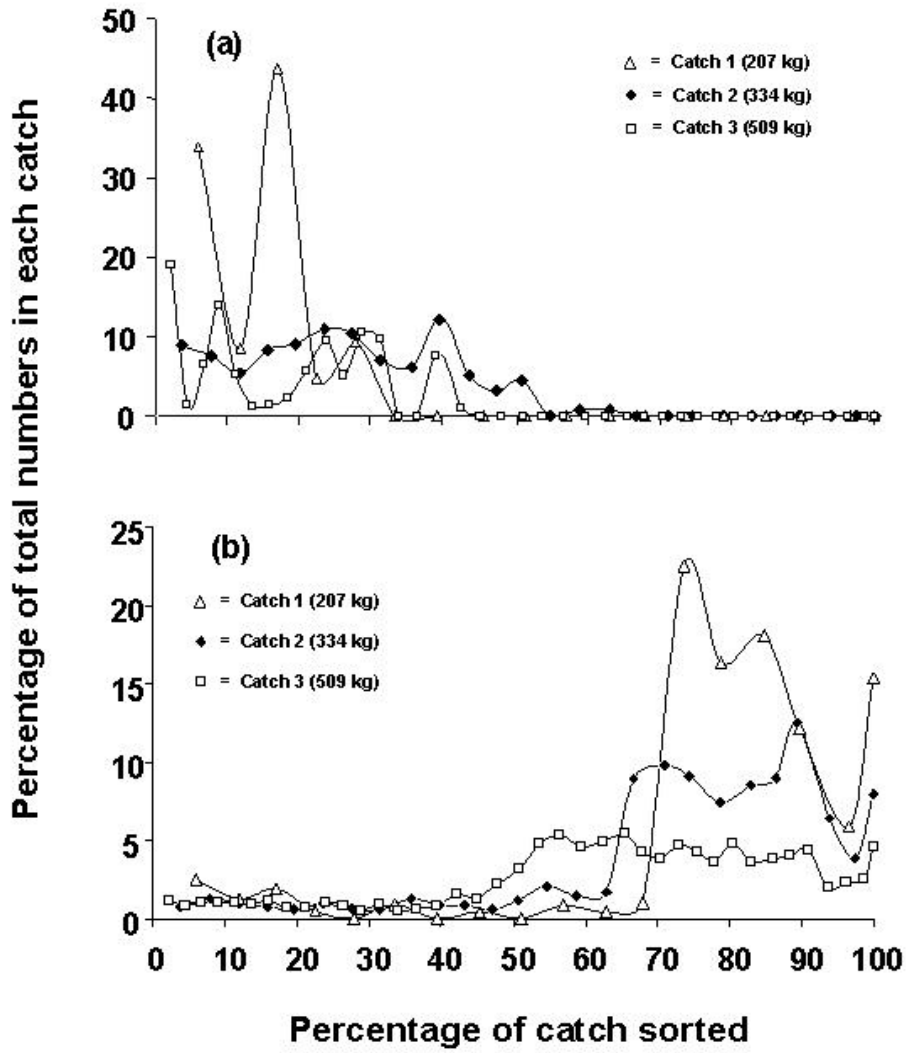 Percentage of total numbers in each catch
50
40
30
20
10
0
(a)
△ = Catch 1 (207 kg)
◆ = Catch 2 (334 kg)
□ = Catch 3 (509 kg)
25
20
15
10
5
0
(b)
△ = Catch 1 (207 kg)
◆ = Catch 2 (334 kg)
□ = Catch 3 (509 kg)
0 10 20 30 40 50 60 70 80 90 100
Percentage of catch sorted